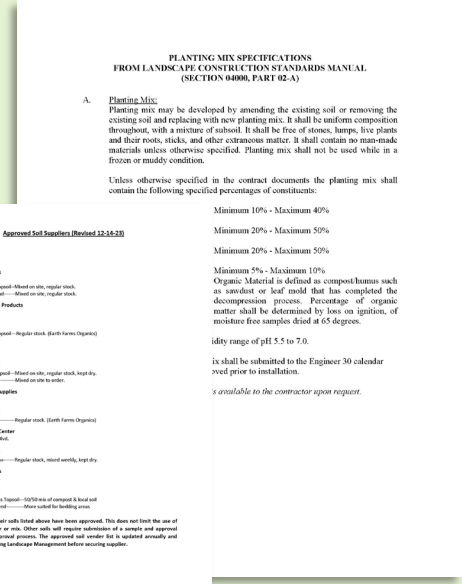 PLANTING MIX SPECIFICATIONS
FROM LANDSCAPE CONSTRUCTION STANDARDS MANUAL
(SECTION 04000, PART 02-A)
A. Planting Mix:
Planting mix may be developed by amending the existing soil or removing the
existing soil and replacing with new planting mix. It shall be uniform composition
throughout, with a mixture of subsoil. It shall be free of stones, lumps, live plants
and their roots, sticks, and other extraneous matter. It shall contain no man-made
materials unless otherwise specified. Planting mix shall not be used while in a
frozen or muddy condition.
Unless otherwise specified in the contract documents the planting mix shall
contain the following specified percentages of constituents:
Minimum 10% - Maximum 40%
Minimum 20% - Maximum 50%
Minimum 20% - Maximum 50%
Minimum 5% - Maximum 10%
Organic Material is defined as compost/humus such
as sawdust or leaf mold that has completed the
decompression process. Percentage of organic
matter shall be determined by loss on ignition, of
moisture free samples dried at 65 degrees.
idity range of pH 5.5 to 7.0.
ix shall be submitted to the Engineer 30 calendar
oved prior to installation.
s available to the contractor upon request.
Approved Soil Suppliers (Revised 12-14-23)
s
opsoil--Mixed on site, regular stock.
il------Mixed on site, regular stock.
Products
opsoil--Regular stock. (Earth Farms Organics)
opsoil--Mixed on site, regular stock, kept dry.
------Mixed on site to order.
upplies
------Regular stock. (Earth Farms Organics)
Center
Blvd.
------Regular stock, mixed weekly, kept dry.
s
s Topsoil---50/50 mix of compost & local soil
-------More suited for bedding areas
eir soils listed above have been approved. This does not limit the use of
r or mix. Other soils will require submission of a sample and approval
proval process. The approved soil vendor list is updated annually and
ng Landscape Management before securing supplier.